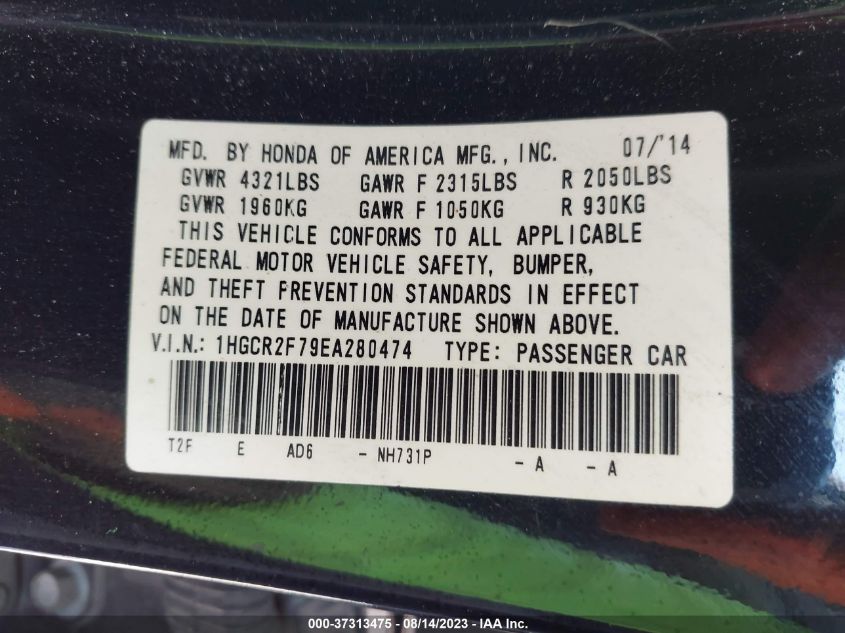 MFD. BY HONDA OF AMERICA MFG., INC. 07/'14
GVWR 4321LBS GAWR F 2315LBS R 2050LBS
GVWR 1960KG GAWR F 1050KG R 930KG
THIS VEHICLE CONFORMS TO ALL APPLICABLE
FEDERAL MOTOR VEHICLE SAFETY, BUMPER,
AND THEFT PREVENTION STANDARDS IN EFFECT
ON THE DATE OF MANUFACTURE SHOWN ABOVE.
V.I.N.: 1HGCR2F79EA280474 TYPE: PASSENGER CAR
T2F E AD6 - NH731P - A - A
000-37313475 - 08/14/2023 - IAA Inc.